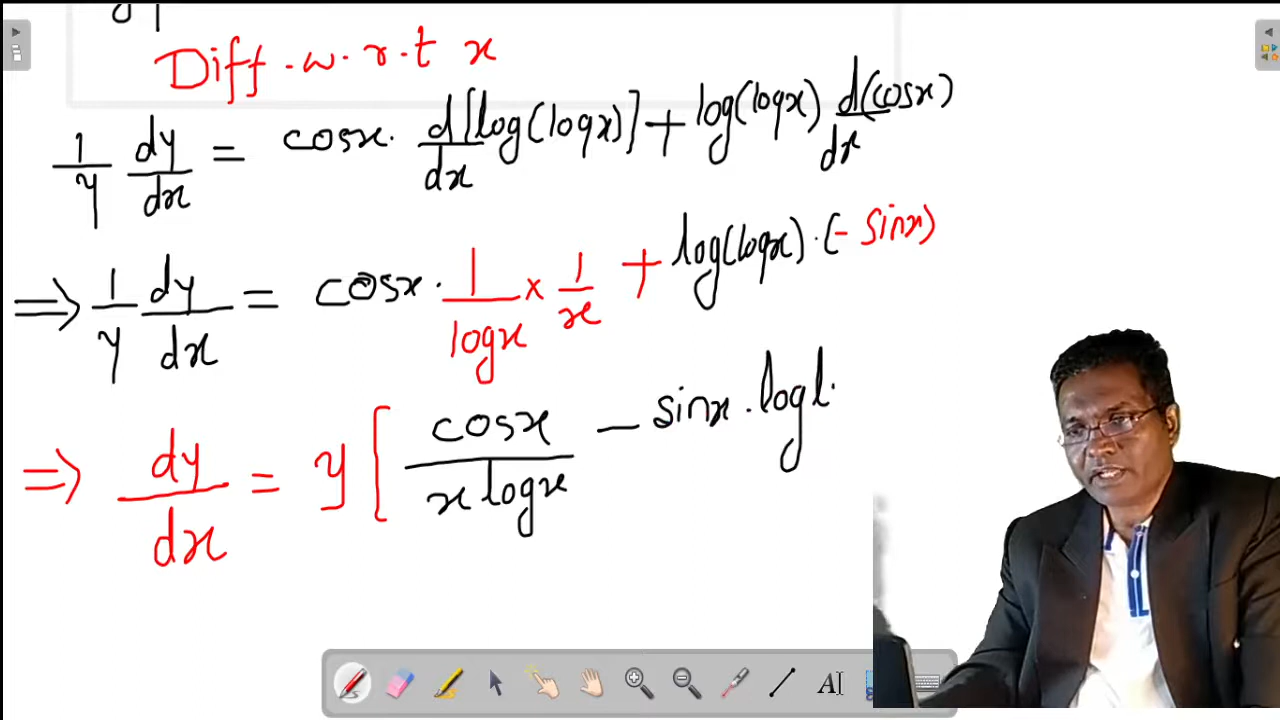 Diff. w. r. t x
1/y dy/dx = cosx. d/dx [log(logx)] + log(logx) d/dx (cosx)
⇒ 1/y dy/dx = cosx. 1/logx × 1/x + log(logx).(- sinx)
⇒ dy/dx = y [ cosx/x logx - sinx . log l
A